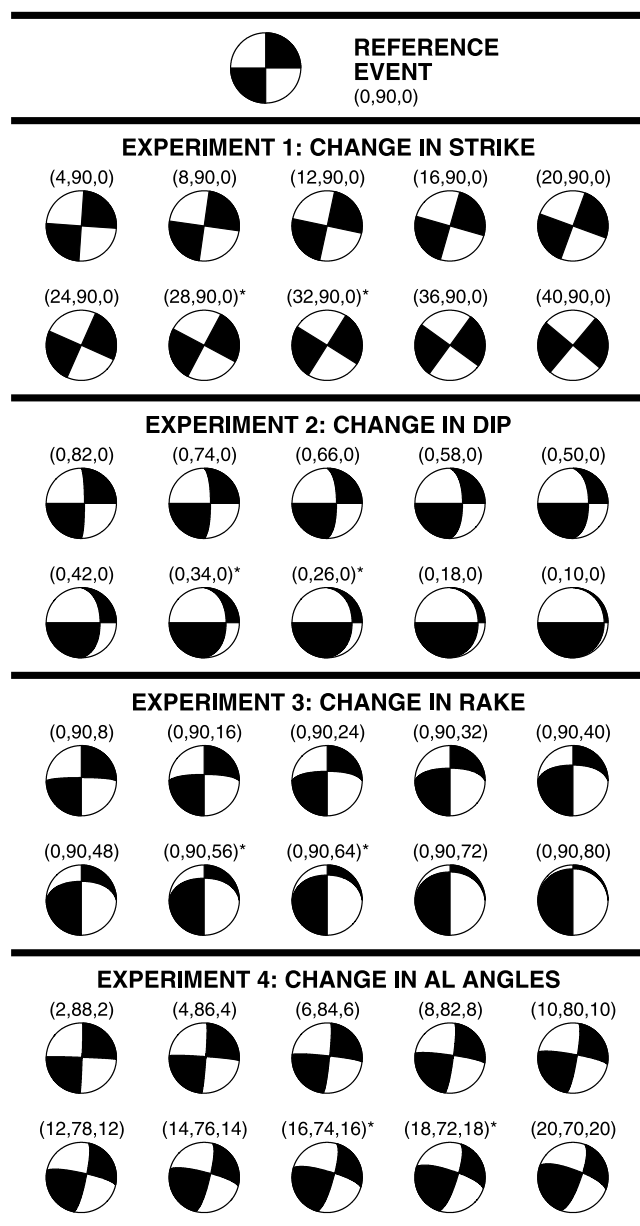 REFERENCE
EVENT
(0,90,0)
EXPERIMENT 1: CHANGE IN STRIKE
(4,90,0) (8,90,0) (12,90,0) (16,90,0) (20,90,0)
(24,90,0) (28,90,0)* (32,90,0)* (36,90,0) (40,90,0)
EXPERIMENT 2: CHANGE IN DIP
(0,82,0) (0,74,0) (0,66,0) (0,58,0) (0,50,0)
(0,42,0) (0,34,0)* (0,26,0)* (0,18,0) (0,10,0)
EXPERIMENT 3: CHANGE IN RAKE
(0,90,8) (0,90,16) (0,90,24) (0,90,32) (0,90,40)
(0,90,48) (0,90,56)* (0,90,64)* (0,90,72) (0,90,80)
EXPERIMENT 4: CHANGE IN AL ANGLES
(2,88,2) (4,86,4) (6,84,6) (8,82,8) (10,80,10)
(12,78,12) (14,76,14) (16,74,16)* (18,72,18)* (20,70,20)